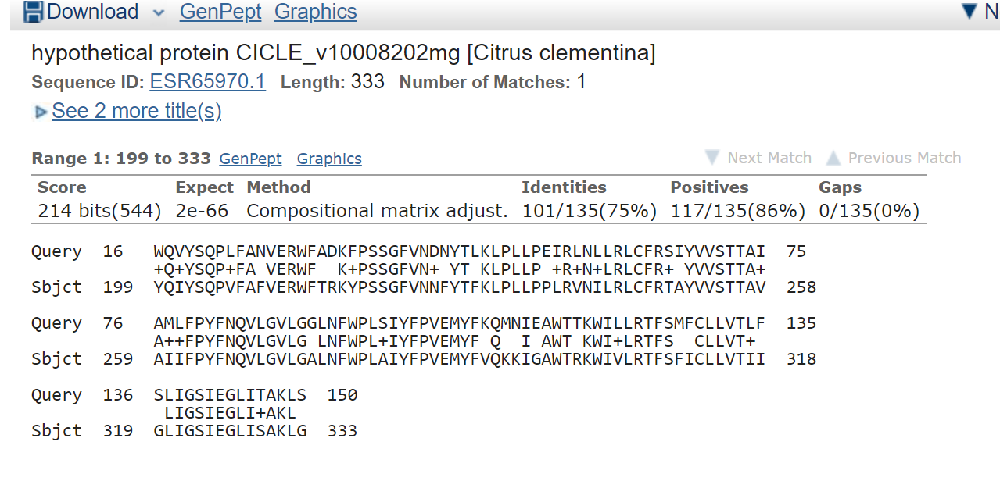 Download GenPept Graphics N
hypothetical protein CICLE_v10008202mg [Citrus clementina]
Sequence ID: ESR65970.1 Length: 333 Number of Matches: 1
See 2 more title(s)
Range 1: 199 to 333 GenPept Graphics Next Match Previous Match
Score Expect Method Identities Positives Gaps
214 bits(544) 2e-66 Compositional matrix adjust. 101/135(75%) 117/135(86%) 0/135(0%)
Query 16 WQVYSQPLFANVERWFADKFPSSGFVNDNYTLKLPLLPEIRLNLLRLCFRSIYVVSTTAI 75
+Q+YSQP+FA VERWF  K+PSSGFVN+ YT KLPLLP +R+N+LRLCFR+ YVVSTTA+
Sbjct 199 YQIYSQPVFAFVERWFTRKYPSSGFVNNFYTFKLPLLPPLRVNILRLCFRTAYVVSTTAV 258
Query 76 AMLFPYFNQVLGVLGGLNFWPLSIYFPVEMYFKQMNIEAWTTKWILLRTFSMFCLLVTLF 135
A++FPYFNQVLGVLG LNFWPL+IYFPVEMYF Q  I AWT KWI+LRTFS  CLLVT+
Sbjct 259 AIIFPYFNQVLGVLGALNFWPLAIYFPVEMYFVQKKIGAWTRKWIVLRTFSFICLLVTII 318
Query 136 SLIGSIEGLITAKLS 150
LIGSIEGLI+AKL
Sbjct 319 GLIGSIEGLISAKLG 333